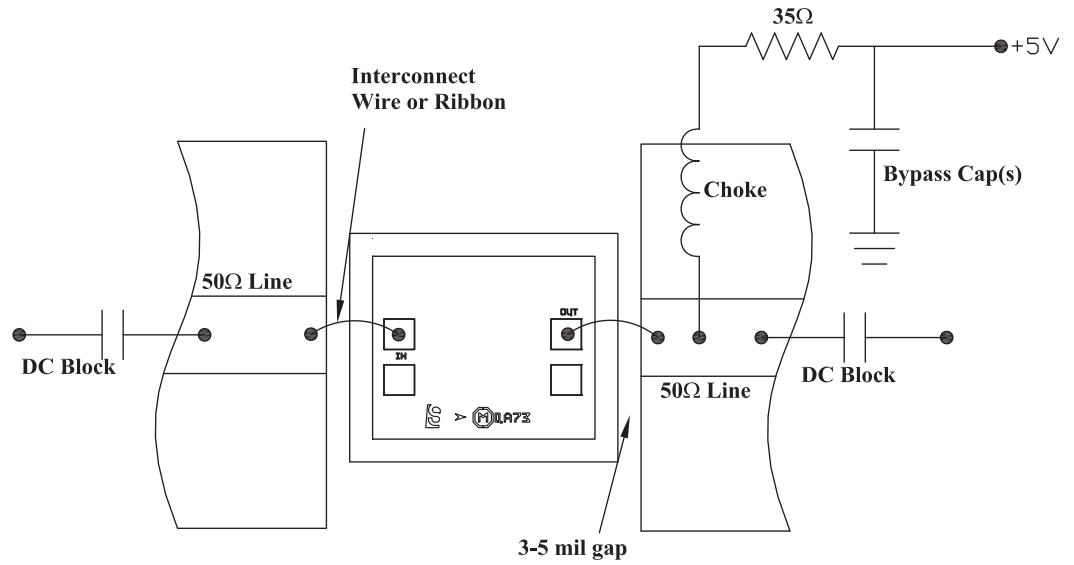 35Ω
+5V
Interconnect
Wire or Ribbon
Choke
Bypass Cap(s)
50Ω Line
OUT
IN
DC Block
DC Block
50Ω Line
M QA73
3-5 mil gap